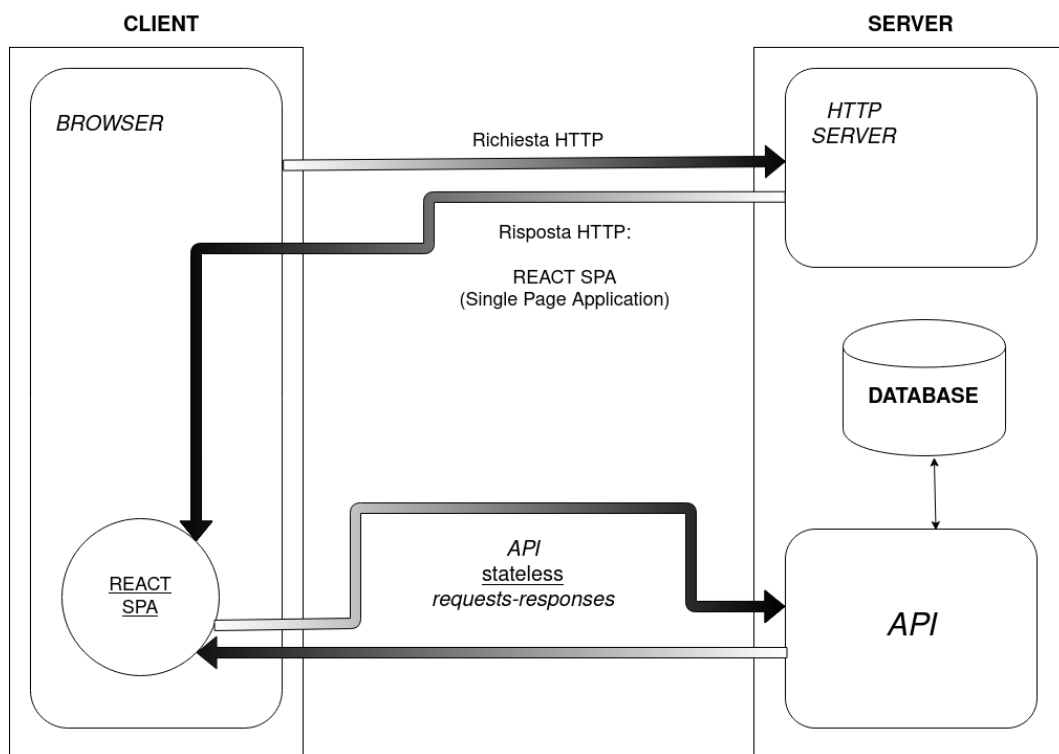 CLIENT
SERVER
BROWSER
HTTP
SERVER
Richiesta HTTP
Risposta HTTP:
REACT SPA
(Single Page Application)
DATABASE
REACT
SPA
API
stateless
requests-responses
API